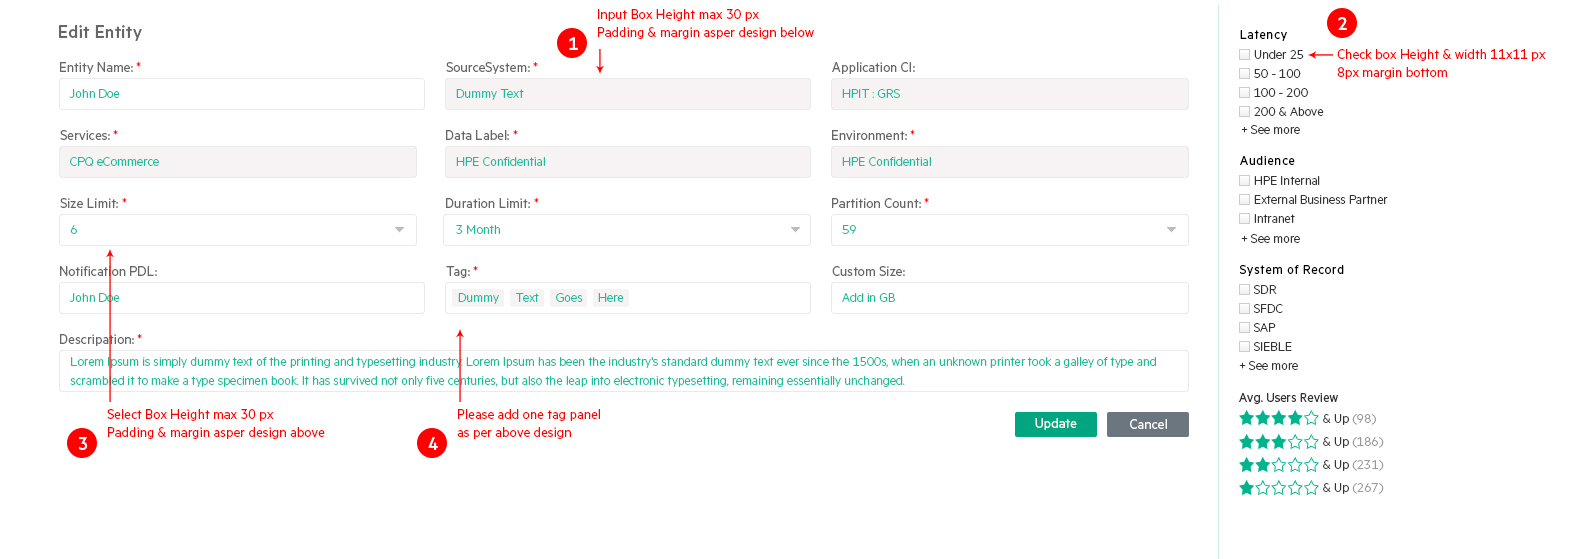 Edit Entity
1
Input Box Height max 30 px
Padding & margin asper design below
Entity Name: *
SourceSystem: *
Application CI:
John Doe
Dummy Text
HPIT : GRS
Services: *
Data Label: *
Environment: *
CPQ eCommerce
HPE Confidential
HPE Confidential
Size Limit: *
Duration Limit: *
Partition Count: *
6
3 Month
59
Notification PDL:
Tag: *
Custom Size:
John Doe
Dummy Text Goes Here
Add in GB
Descripation: *
Lorem Ipsum is simply dummy text of the printing and typesetting industry. Lorem Ipsum has been the industry's standard dummy text ever since the 1500s, when an unknown printer took a galley of type and
scrambled it to make a type specimen book. It has survived not only five centuries, but also the leap into electronic typesetting, remaining essentially unchanged.
3
Select Box Height max 30 px
Padding & margin asper design above
4
Please add one tag panel
as per above design
Update
Cancel
2
Latency
Under 25
Check box Height & width 11x11 px
8px margin bottom
50 - 100
100 - 200
200 & Above
+ See more
Audience
HPE Internal
External Business Partner
Intranet
+ See more
System of Record
SDR
SFDC
SAP
SIEBLE
+ See more
Avg. Users Review
& Up (98)
& Up (186)
& Up (231)
& Up (267)